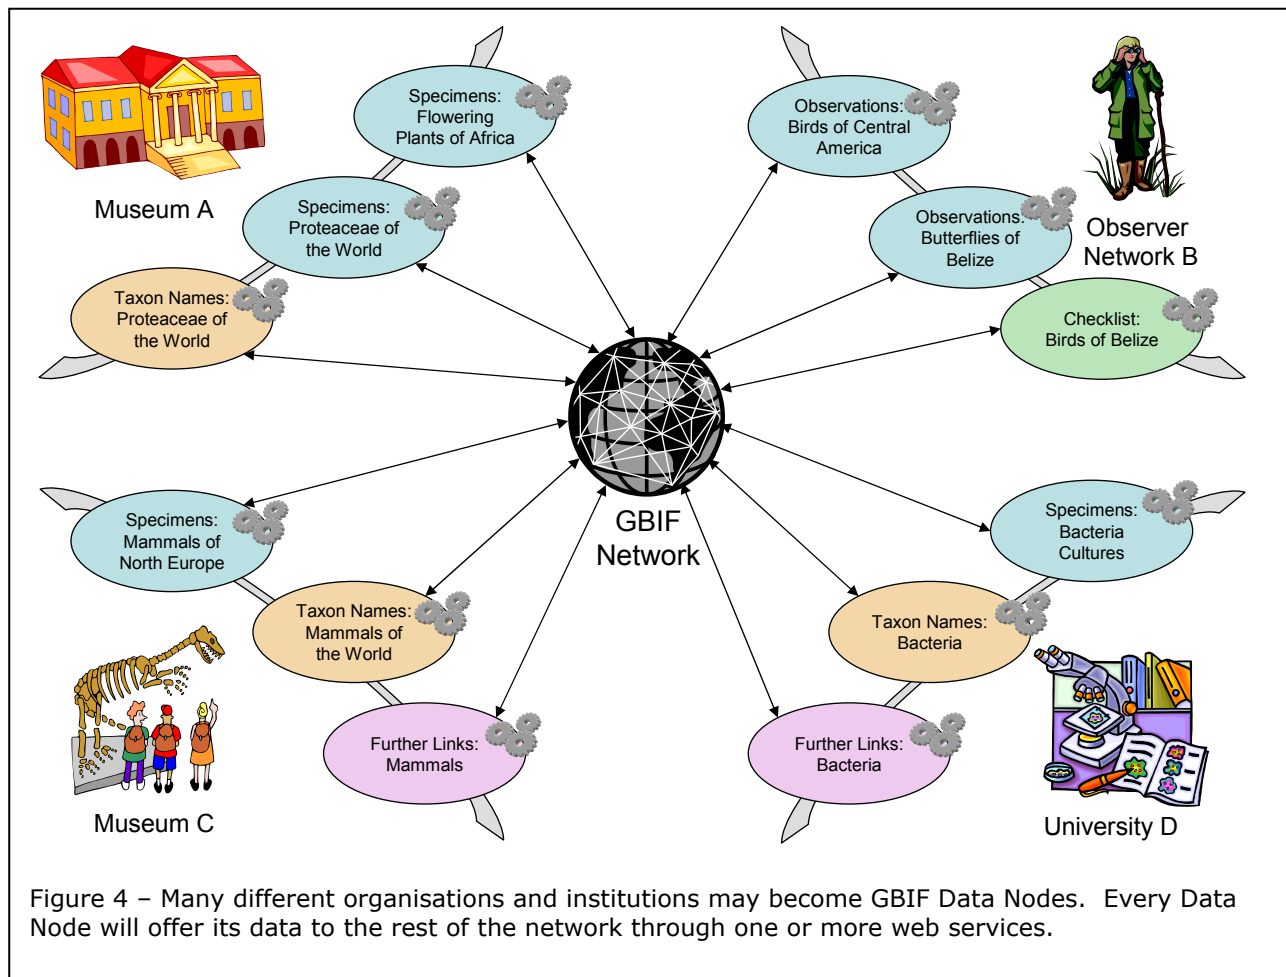 Specimens:
Flowering
Plants of Africa
Observations:
Birds of Central
America
Museum A
Specimens:
Proteaceae of
the World
Observations:
Butterflies of
Belize
Observer
Network B
Taxon Names:
Proteaceae of
the World
Checklist:
Birds of Belize
GBIF
Network
Specimens:
Mammals of
North Europe
Specimens:
Bacteria
Cultures
Taxon Names:
Mammals of
the World
Taxon Names:
Bacteria
Further Links:
Mammals
Further Links:
Bacteria
Museum C
University D
Figure 4 – Many different organisations and institutions may become GBIF Data Nodes.  Every Data
Node will offer its data to the rest of the network through one or more web services.